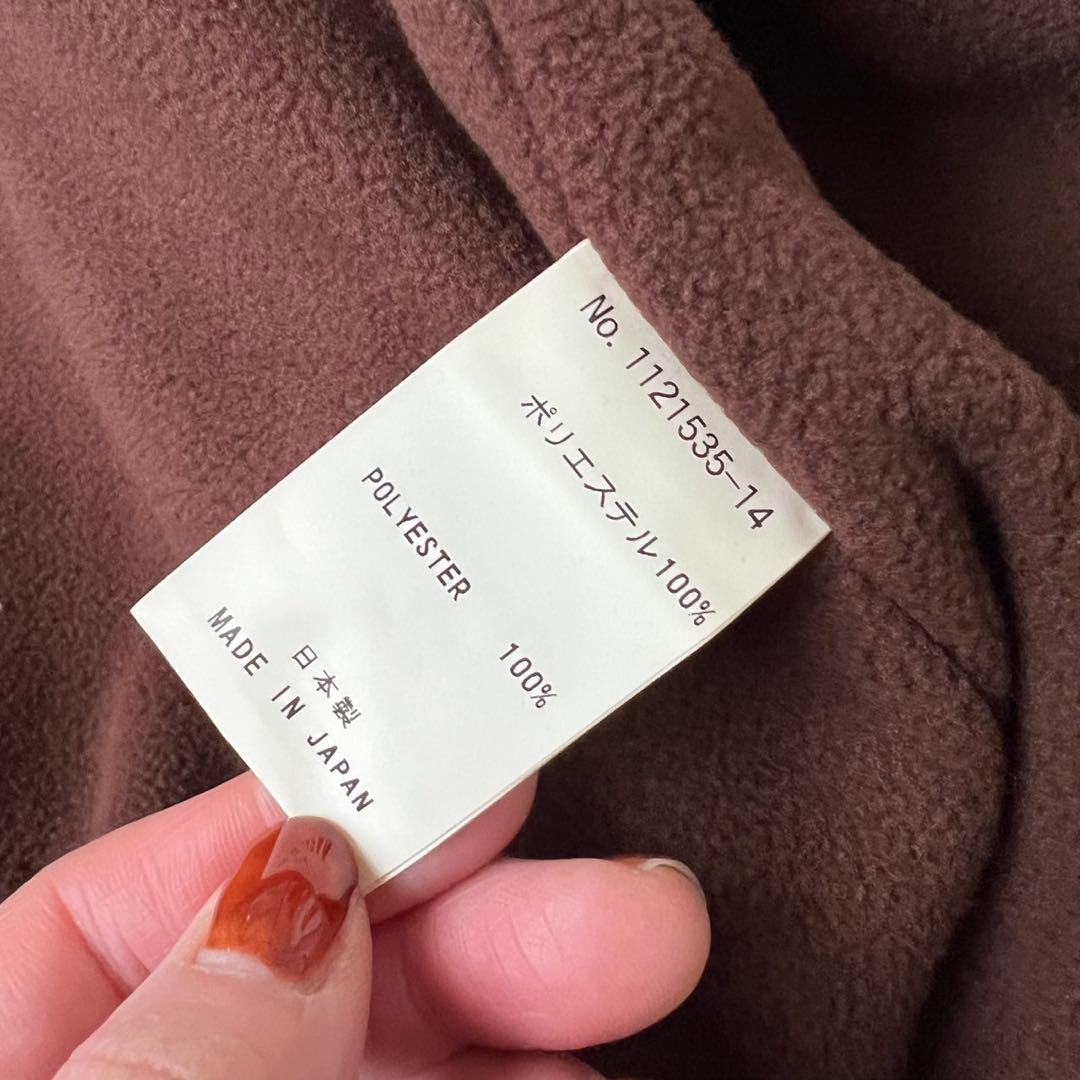 No. 1121535-14
ポリエステル100%
POLYESTER 100%
日本製
MADE IN JAPAN